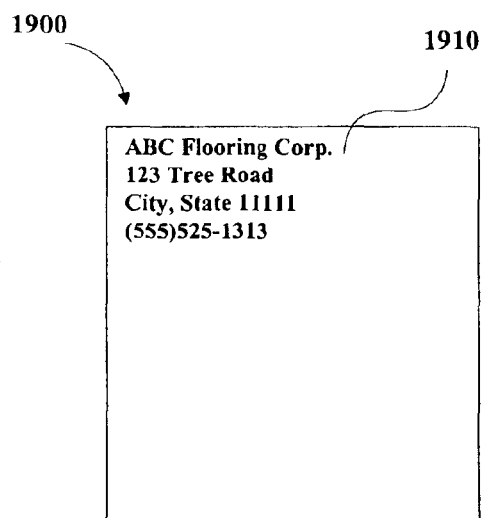 1900
1910
ABC Flooring Corp.
123 Tree Road
City, State 11111
(555)525-1313